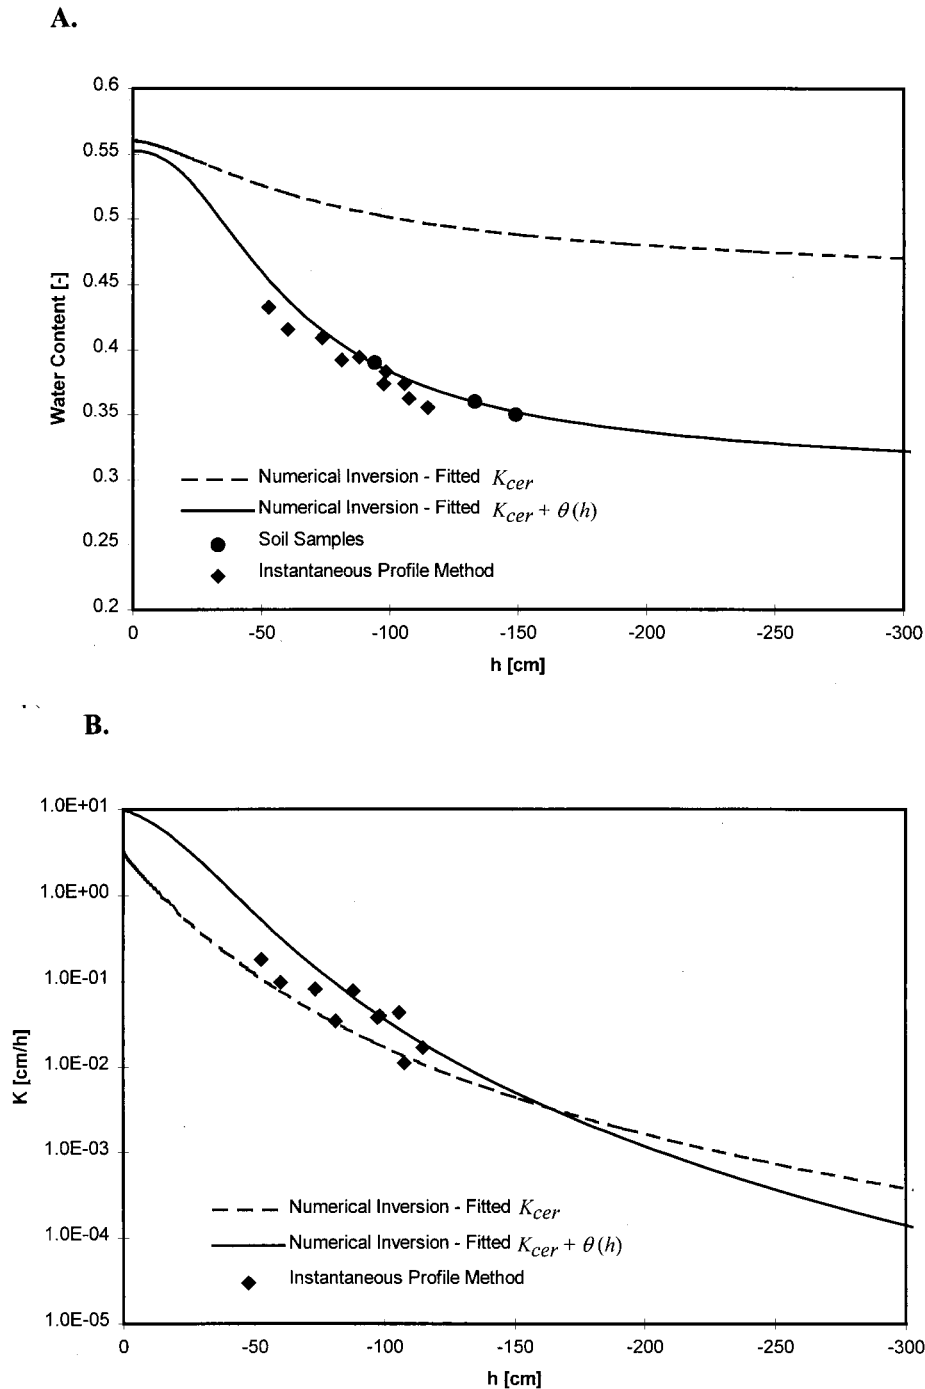 A.
0.6
0.55
0.5
0.45
0.4
0.35
0.3
0.25
0.2
Water Content [-]
Numerical Inversion - Fitted K_cer
Numerical Inversion - Fitted K_cer + θ(h)
Soil Samples
Instantaneous Profile Method
0 -50 -100 -150 -200 -250 -300
h [cm]
B.
1.0E+01
1.0E+00
1.0E-01
1.0E-02
1.0E-03
1.0E-04
1.0E-05
K [cm/h]
Numerical Inversion - Fitted K_cer
Numerical Inversion - Fitted K_cer + θ(h)
Instantaneous Profile Method
0 -50 -100 -150 -200 -250 -300
h [cm]